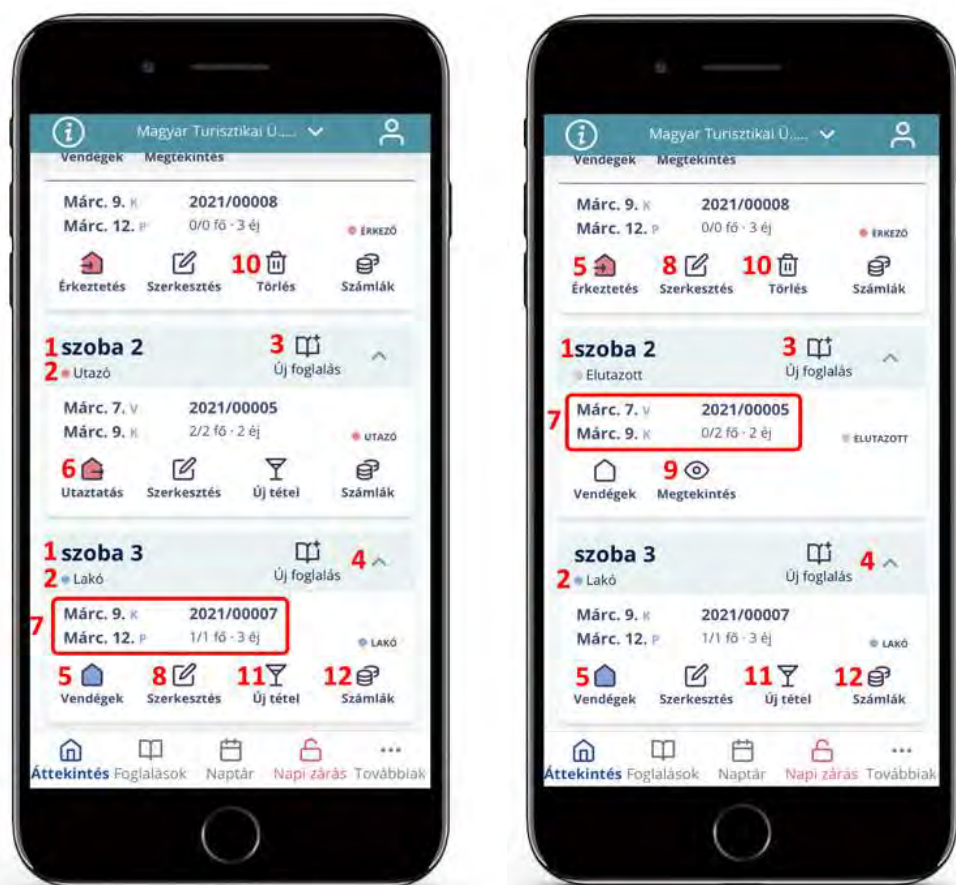 Magyar Turisztikai Ü..... 
Vendégek Megtekintés
Márc. 9. K 2021/00008
Márc. 12. P 0/0 fő · 3 éj
ÉRKEZŐ
10
Érkeztetés Szerkesztés Törlés Számlák
1 szoba 2 3
2 Utazó Új foglalás
Márc. 7. V 2021/00005
Márc. 9. K 2/2 fő · 2 éj
UTAZÓ
6
Utaztatás Szerkesztés Új tétel Számlák
1 szoba 3 4
2 Lakó Új foglalás
7 Márc. 9. K 2021/00007
Márc. 12. P 1/1 fő · 3 éj
LAKÓ
5 8 11 12
Vendégek Szerkesztés Új tétel Számlák
Áttekintés Foglalások Naptár Napi zárás Továbbiak
Magyar Turisztikai Ü.....
Vendégek Megtekintés
Márc. 9. K 2021/00008
Márc. 12. P 0/0 fő · 3 éj
ÉRKEZŐ
5 8 10
Érkeztetés Szerkesztés Törlés Számlák
1 szoba 2 3
Elutazott Új foglalás
7 Márc. 7. V 2021/00005
Márc. 9. K 0/2 fő · 2 éj
ELUTAZOTT
9
Vendégek Megtekintés
szoba 3 4
2 Lakó Új foglalás
Márc. 9. K 2021/00007
Márc. 12. P 1/1 fő · 3 éj
LAKÓ
5 11 12
Vendégek Szerkesztés Új tétel Számlák
Áttekintés Foglalások Naptár Napi zárás Továbbiak